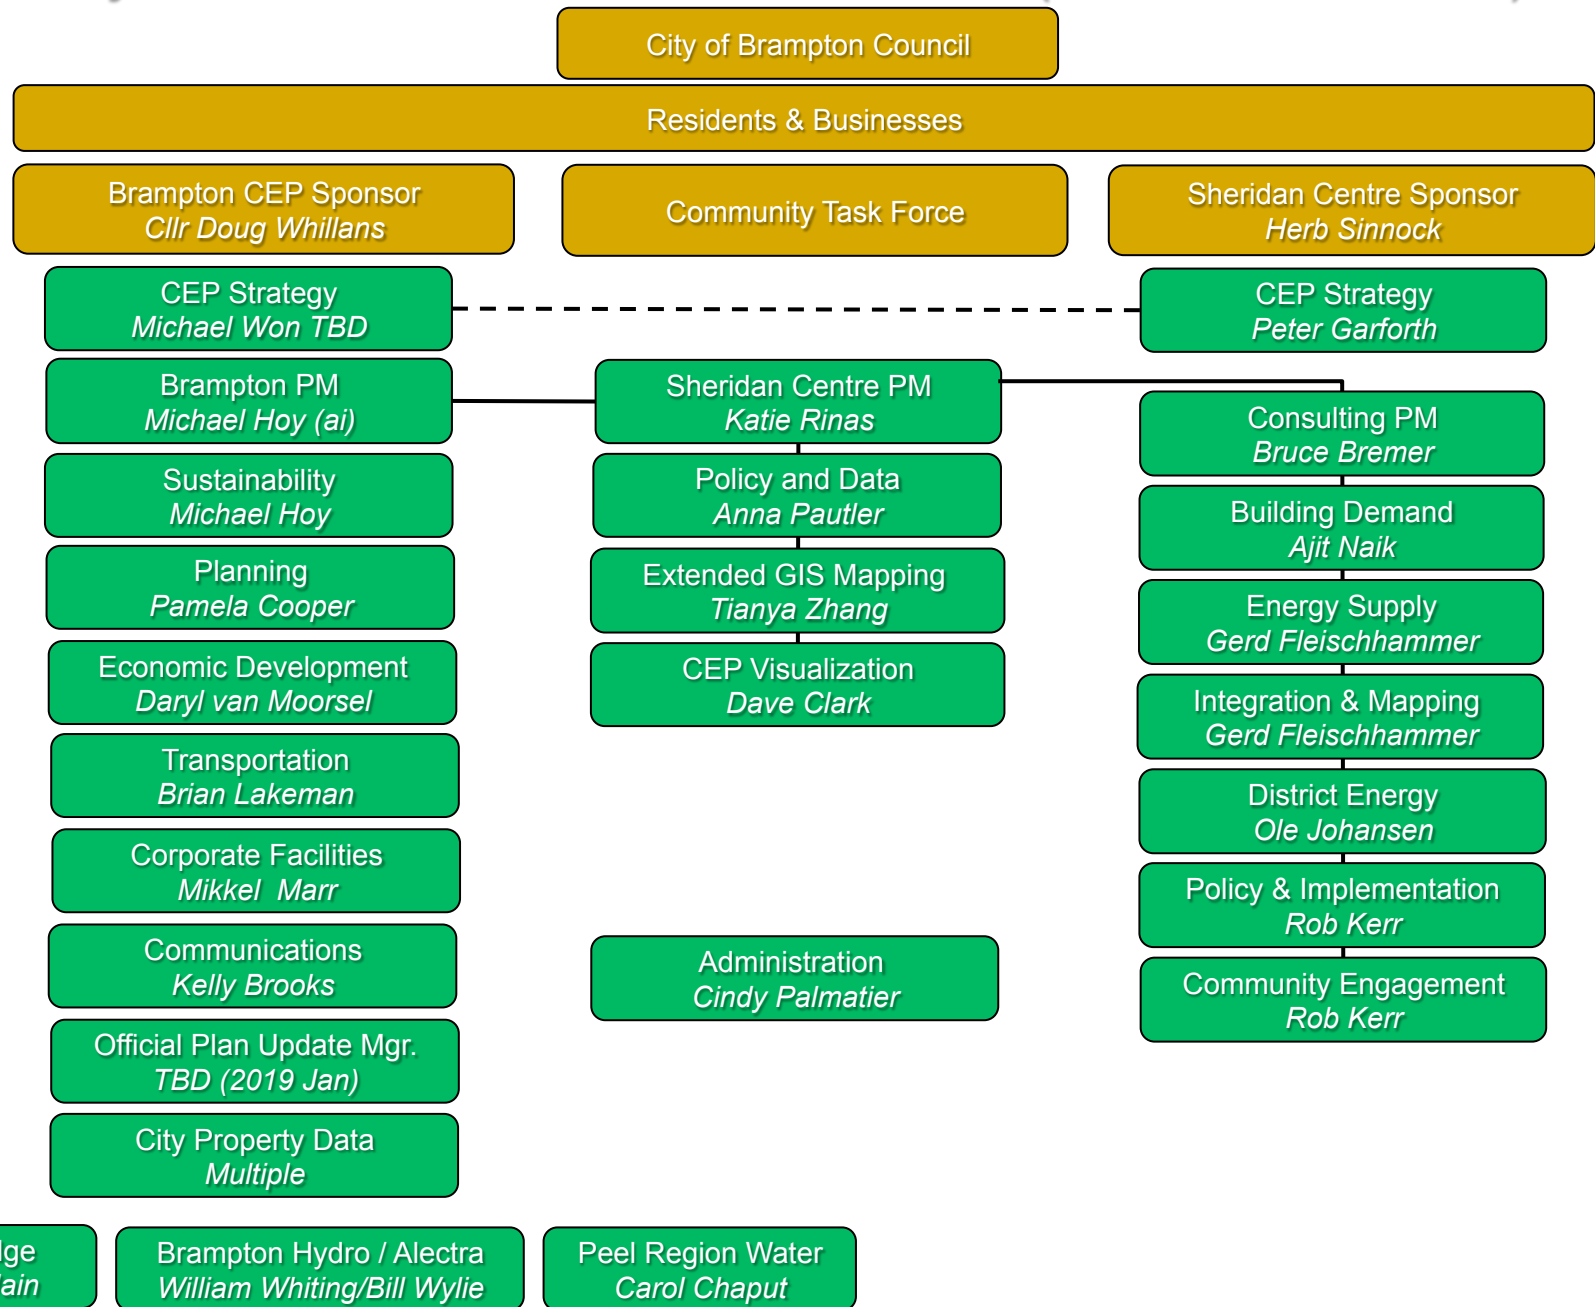 City of Brampton Council
Residents & Businesses
Brampton CEP Sponsor
Cllr Doug Whillans
Community Task Force
Sheridan Centre Sponsor
Herb Sinnock
CEP Strategy
Michael Won TBD
CEP Strategy
Peter Garforth
Brampton PM
Michael Hoy (ai)
Sheridan Centre PM
Katie Rinas
Consulting PM
Bruce Bremer
Sustainability
Michael Hoy
Policy and Data
Anna Pautler
Building Demand
Ajit Naik
Planning
Pamela Cooper
Extended GIS Mapping
Tianya Zhang
Energy Supply
Gerd Fleischhammer
Economic Development
Daryl van Moorsel
CEP Visualization
Dave Clark
Integration & Mapping
Gerd Fleischhammer
Transportation
Brian Lakeman
District Energy
Ole Johansen
Corporate Facilities
Mikkel  Marr
Policy & Implementation
Rob Kerr
Communications
Kelly Brooks
Administration
Cindy Palmatier
Community Engagement
Rob Kerr
Official Plan Update Mgr.
TBD (2019 Jan)
City Property Data
Multiple
Brampton Hydro / Alectra
William Whiting/Bill Wylie
Peel Region Water
Carol Chaput